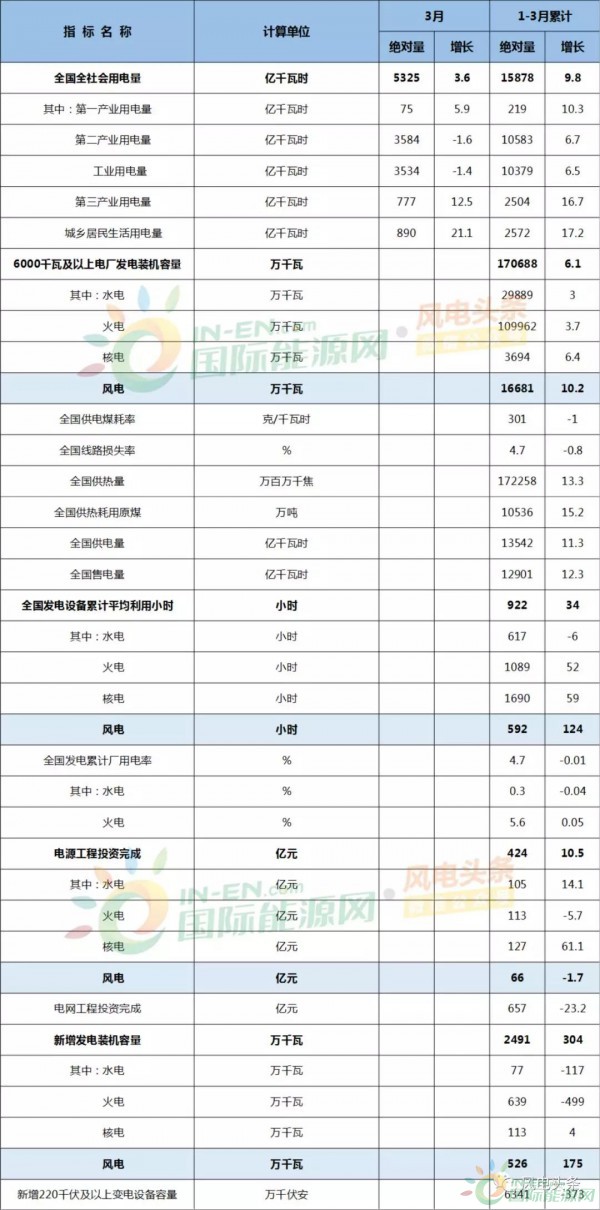 指标名称 计算单位 3月 1-3月累计
绝对量 增长 绝对量 增长
全国全社会用电量 亿千瓦时 5325 3.6 15878 9.8
其中：第一产业用电量 亿千瓦时 75 5.9 219 10.3
第二产业用电量 亿千瓦时 3584 -1.6 10583 6.7
工业用电量 亿千瓦时 3534 -1.4 10379 6.5
第三产业用电量 亿千瓦时 777 12.5 2504 16.7
城乡居民生活用电量 亿千瓦时 890 21.1 2572 17.2
6000千瓦及以上电厂发电装机容量 万千瓦 170688 6.1
其中：水电 万千瓦 29889 3
火电 万千瓦 109962 3.7
核电 万千瓦 3694 6.4
风电 万千瓦 16681 10.2
全国供电煤耗率 克/千瓦时 301 -1
全国线路损失率 % 4.7 -0.8
全国供热量 万百万千焦 172258 13.3
全国供热耗用原煤 万吨 10536 15.2
全国供电量 亿千瓦时 13542 11.3
全国售电量 亿千瓦时 12901 12.3
全国发电设备累计平均利用小时 小时 922 34
其中：水电 小时 617 -6
火电 小时 1089 52
核电 小时 1690 59
风电 小时 592 124
全国发电累计厂用电率 % 4.7 -0.01
其中：水电 % 0.3 -0.04
火电 % 5.6 0.05
电源工程投资完成 亿元 424 10.5
其中：水电 亿元 105 14.1
火电 亿元 113 -5.7
核电 亿元 127 61.1
风电 亿元 66 -1.7
电网工程投资完成 亿元 657 -23.2
新增发电装机容量 万千瓦 2491 304
其中：水电 万千瓦 77 -117
火电 万千瓦 639 -499
核电 万千瓦 113 4
风电 万千瓦 526 175
新增220千伏及以上变电设备容量 万千伏安 6341 -373
IN-EN.com
国际能源网
风电头条
IN-EN.com
国际能源网
风电头条
风电头条